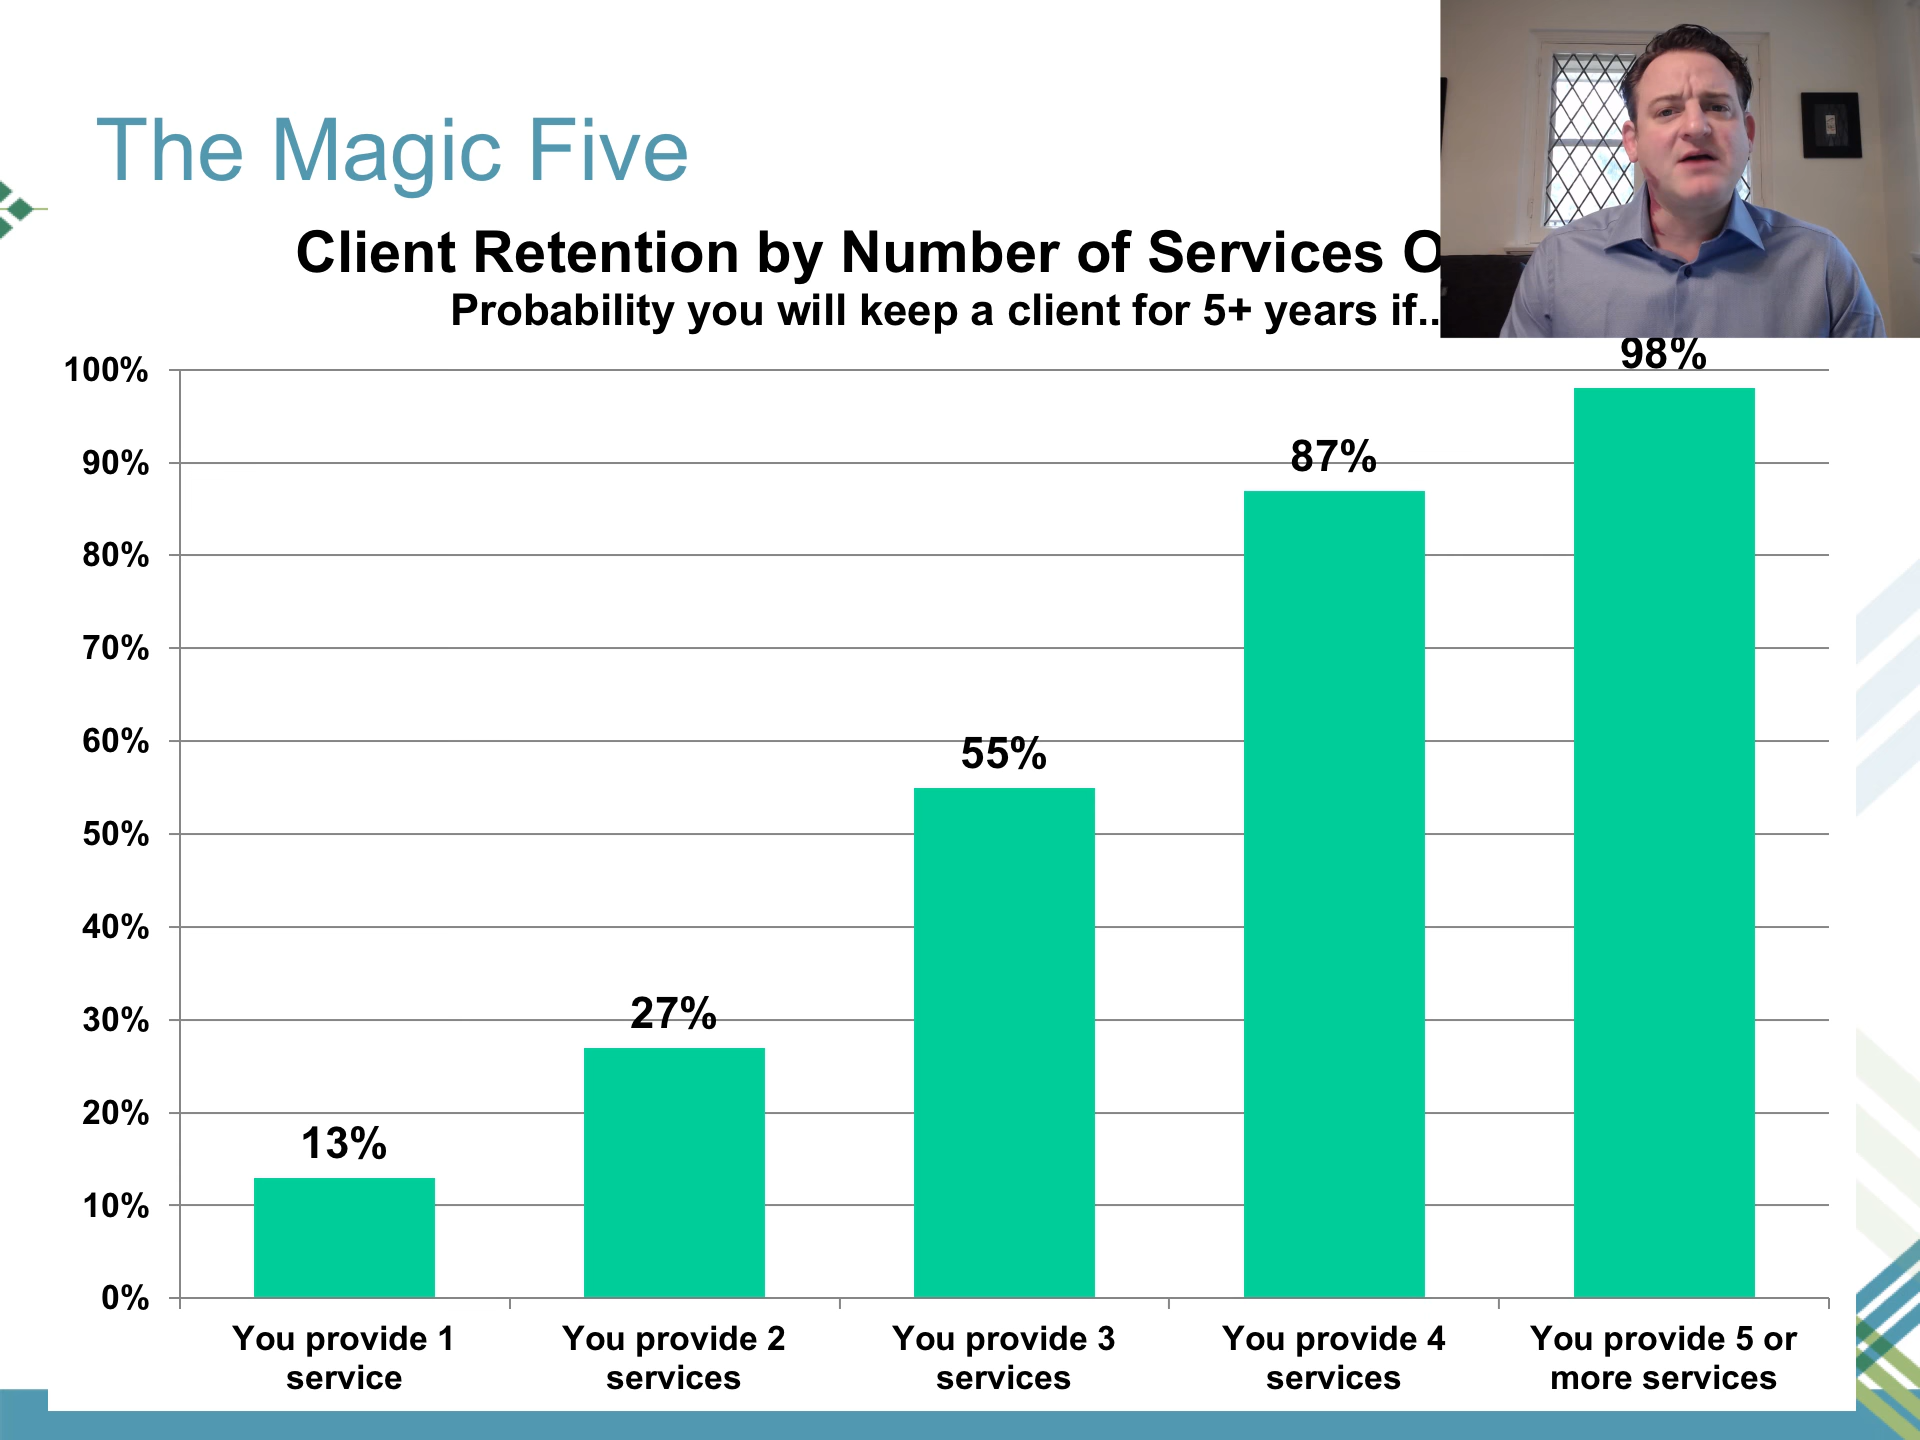 The Magic Five
Client Retention by Number of Services
Probability you will keep a client for 5+ years if..
100%
90%
80%
70%
60%
50%
40%
30%
20%
10%
0%
13%
27%
55%
87%
98%
You provide 1
service
You provide 2
services
You provide 3
services
You provide 4
services
You provide 5 or
more services